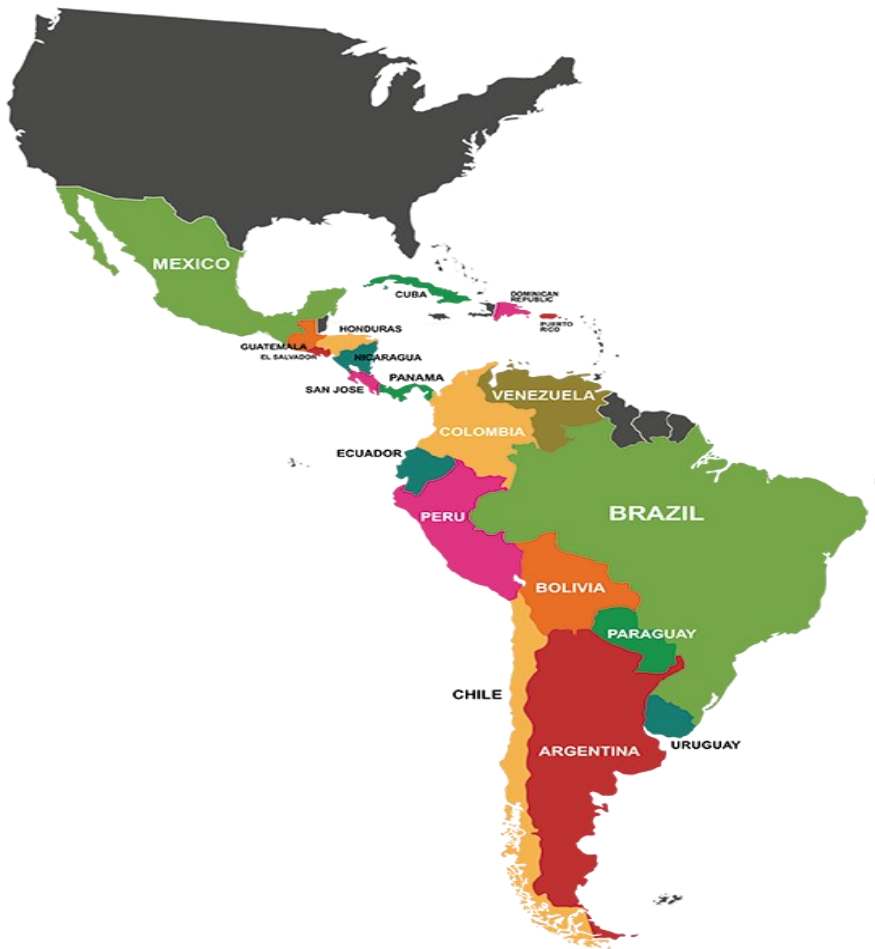 MEXICO
CUBA
DOMINICAN
REPUBLIC
PUERTO
RICO
HONDURAS
GUATEMALA
EL SALVADOR
NICARAGUA
PANAMA
SAN JOSE
VENEZUELA
COLOMBIA
ECUADOR
PERU
BRAZIL
BOLIVIA
PARAGUAY
CHILE
URUGUAY
ARGENTINA